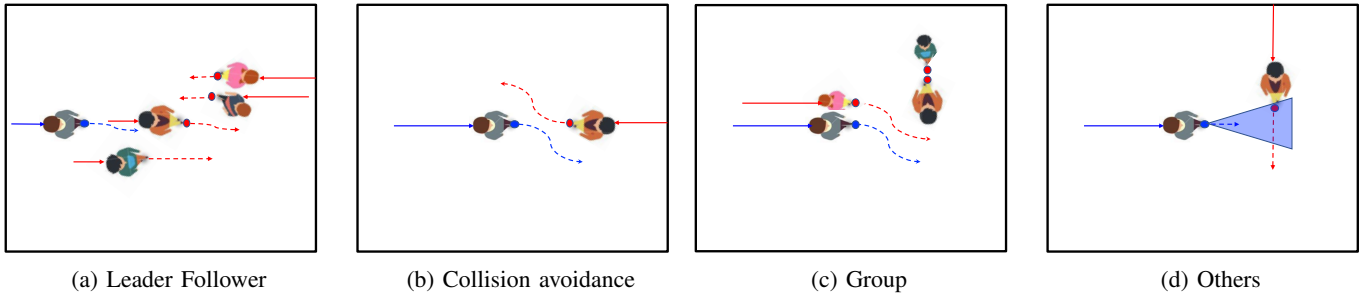 (a) Leader Follower
(b) Collision avoidance
(c) Group
(d) Others